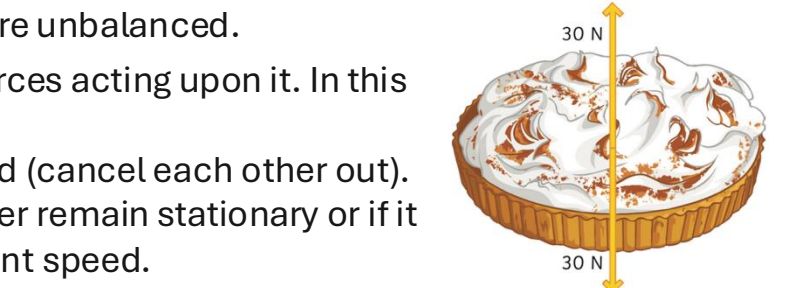 re unbalanced.
30 N
rces acting upon it. In this
d (cancel each other out).
er remain stationary or if it
nt speed.
30 N